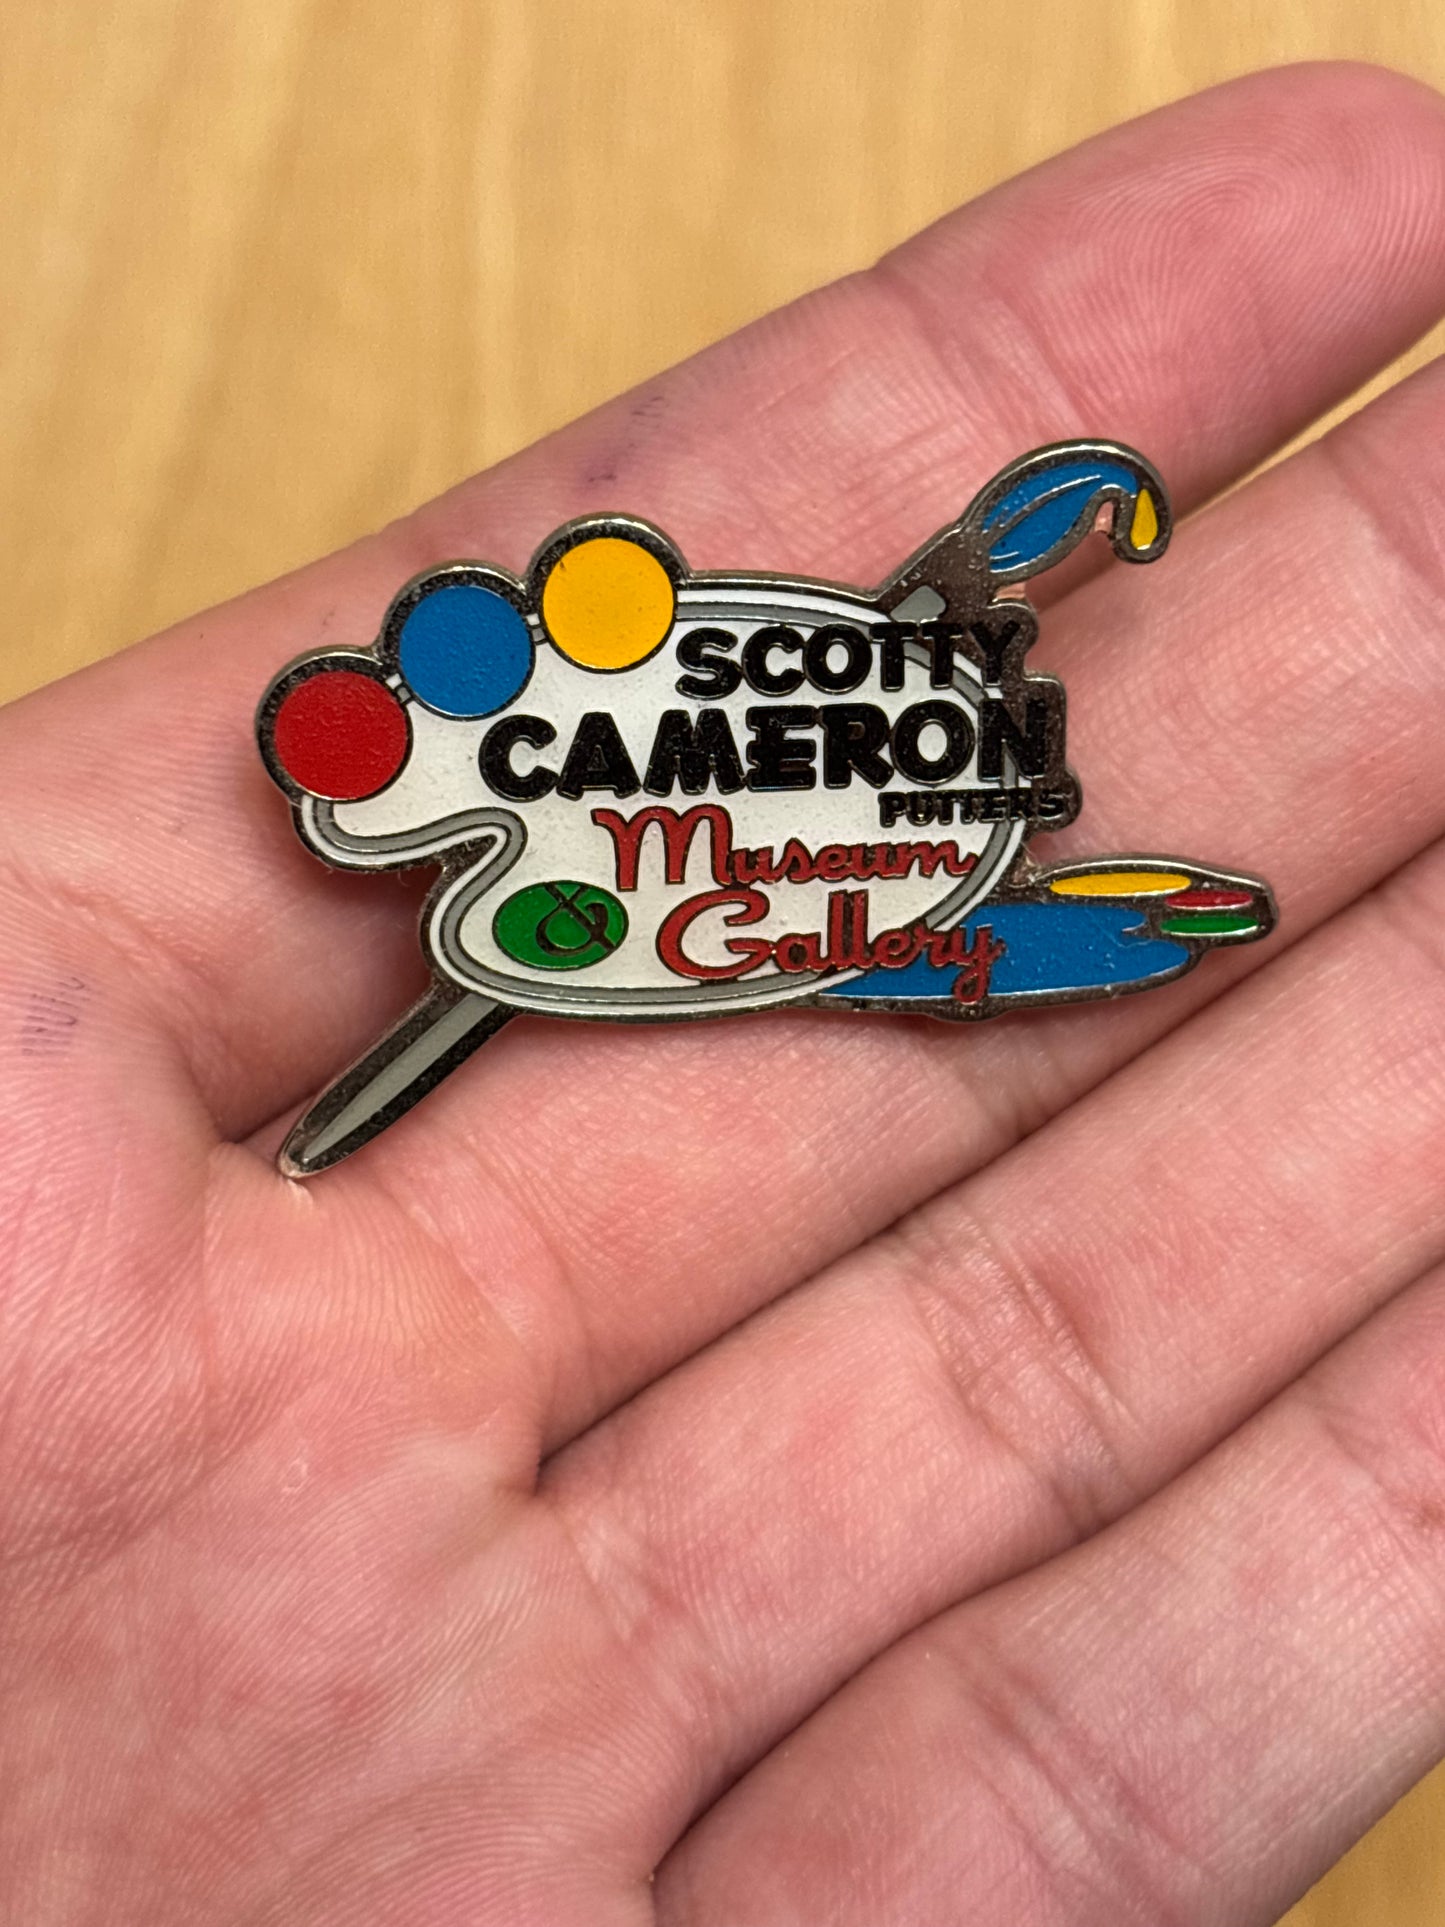 SCOTTY
CAMERON
PUTTERS
Museum
& Gallery